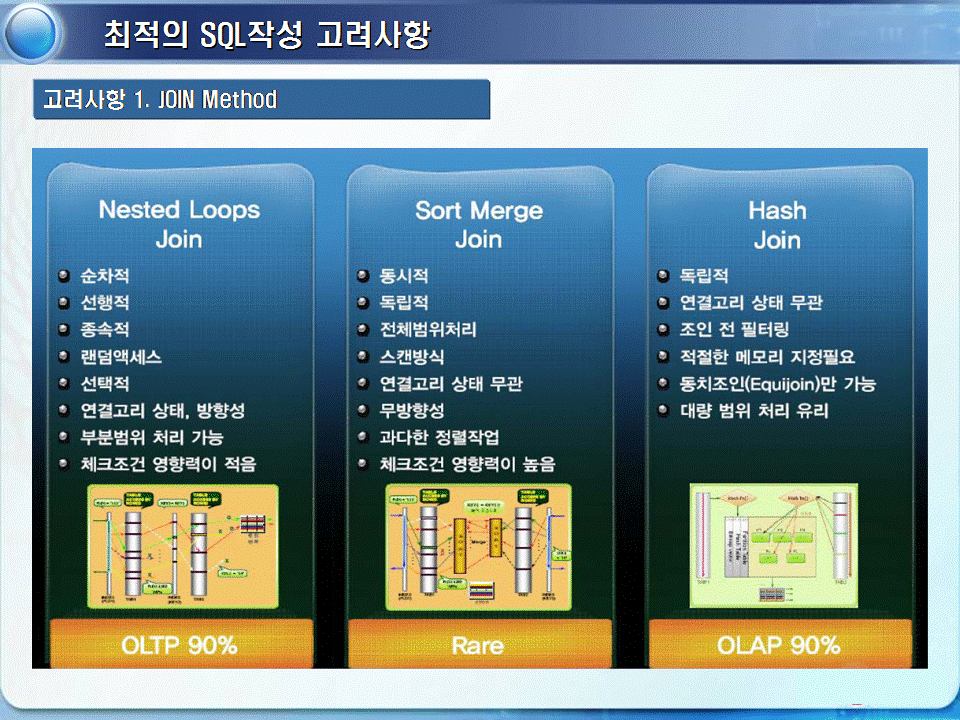 최적의 SQL작성 고려사항
고려사항 1. JOIN Method
Nested Loops
Join
순차적
선행적
종속적
랜덤액세스
선택적
연결고리 상태, 방향성
부분범위 처리 가능
체크조건 영향력이 적음
OLTP 90%
Sort Merge
Join
동시적
독립적
전체범위처리
스캔방식
연결고리 상태 무관
무방향성
과다한 정렬작업
체크조건 영향력이 높음
Merge
Rare
Hash
Join
독립적
연결고리 상태 무관
조인 전 필터링
적절한 메모리 지정필요
동치조인(Equijoin)만 가능
대량 범위 처리 유리
OLAP 90%